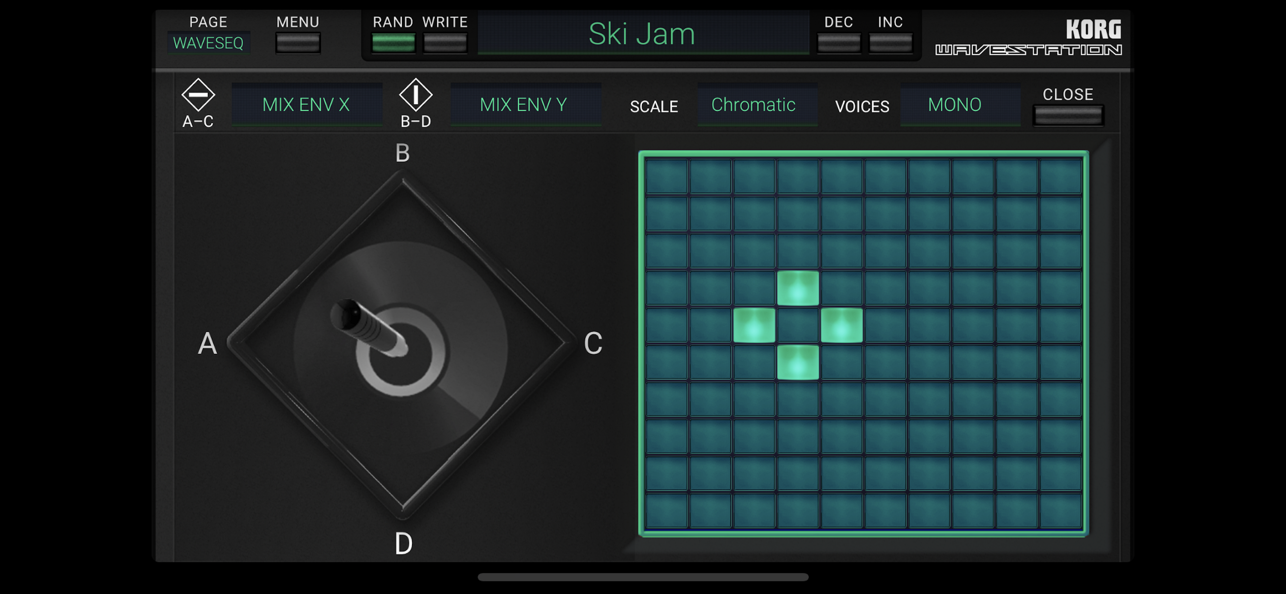 PAGE
MENU
RAND WRITE
Ski Jam
DEC
INC
KORG
WAVESTATION
WAVESEQ
A–C
MIX ENV X
B–D
MIX ENV Y
SCALE
Chromatic
VOICES
MONO
CLOSE
B
A
C
D